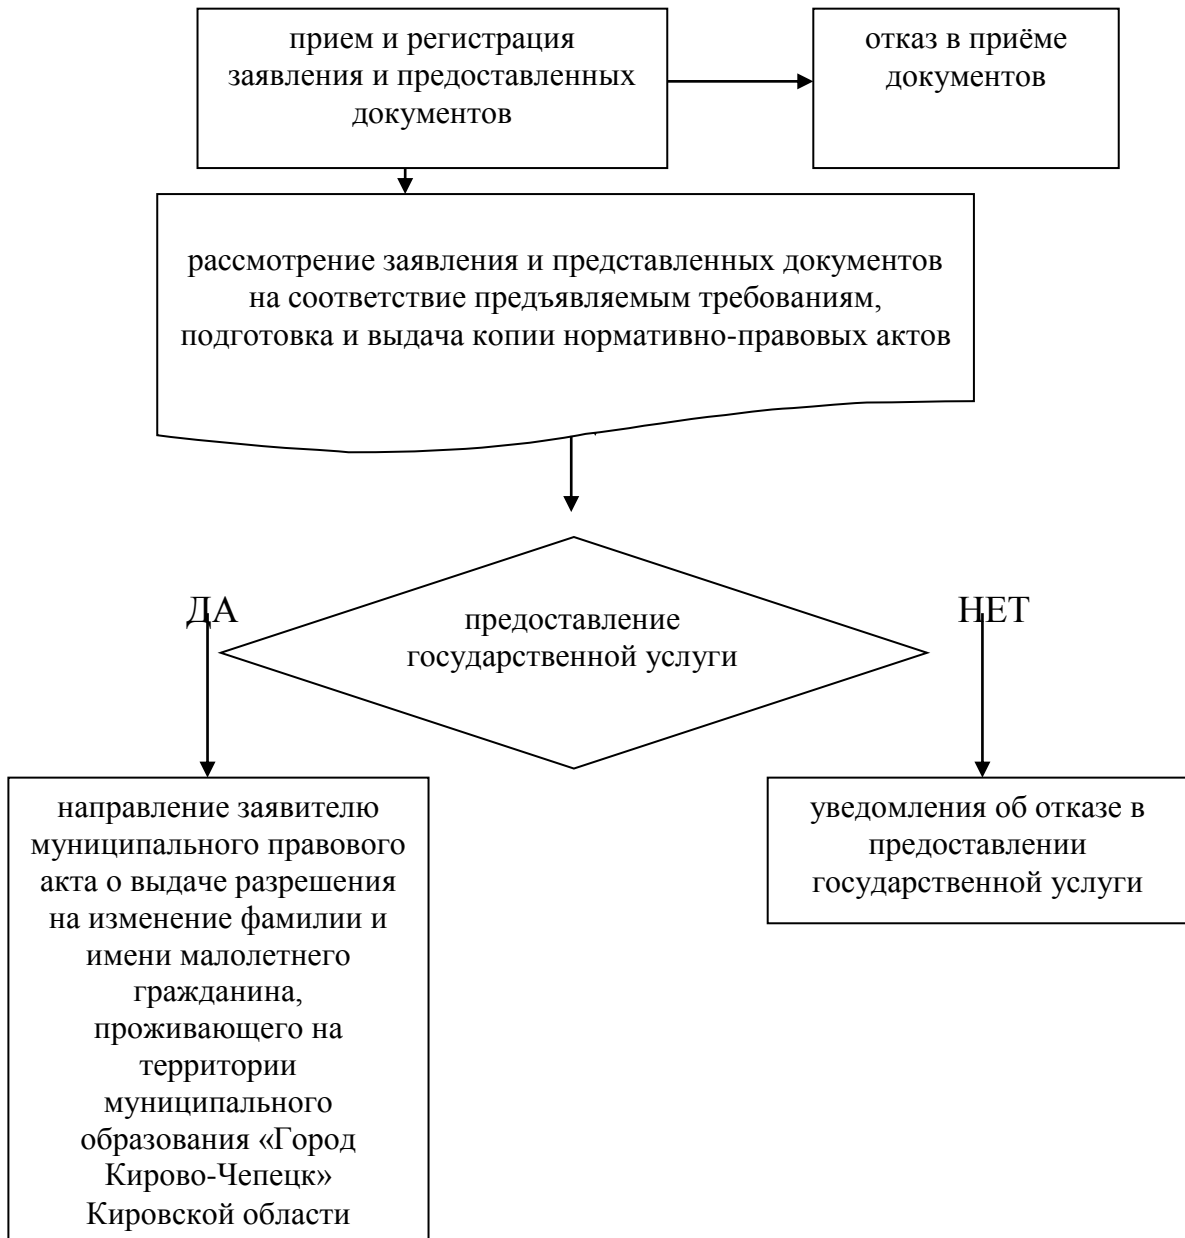 прием и регистрация
заявления и предоставленных
документов
отказ в приёме
документов
рассмотрение заявления и представленных документов
на соответствие предъявляемым требованиям,
подготовка и выдача копии нормативно-правовых актов
ДА
предоставление
государственной услуги
НЕТ
направление заявителю
муниципального правового
акта о выдаче разрешения
на изменение фамилии и
имени малолетнего
гражданина,
проживающего на
территории
муниципального
образования «Город
Кирово-Чепецк»
Кировской области
уведомления об отказе в
предоставлении
государственной услуги